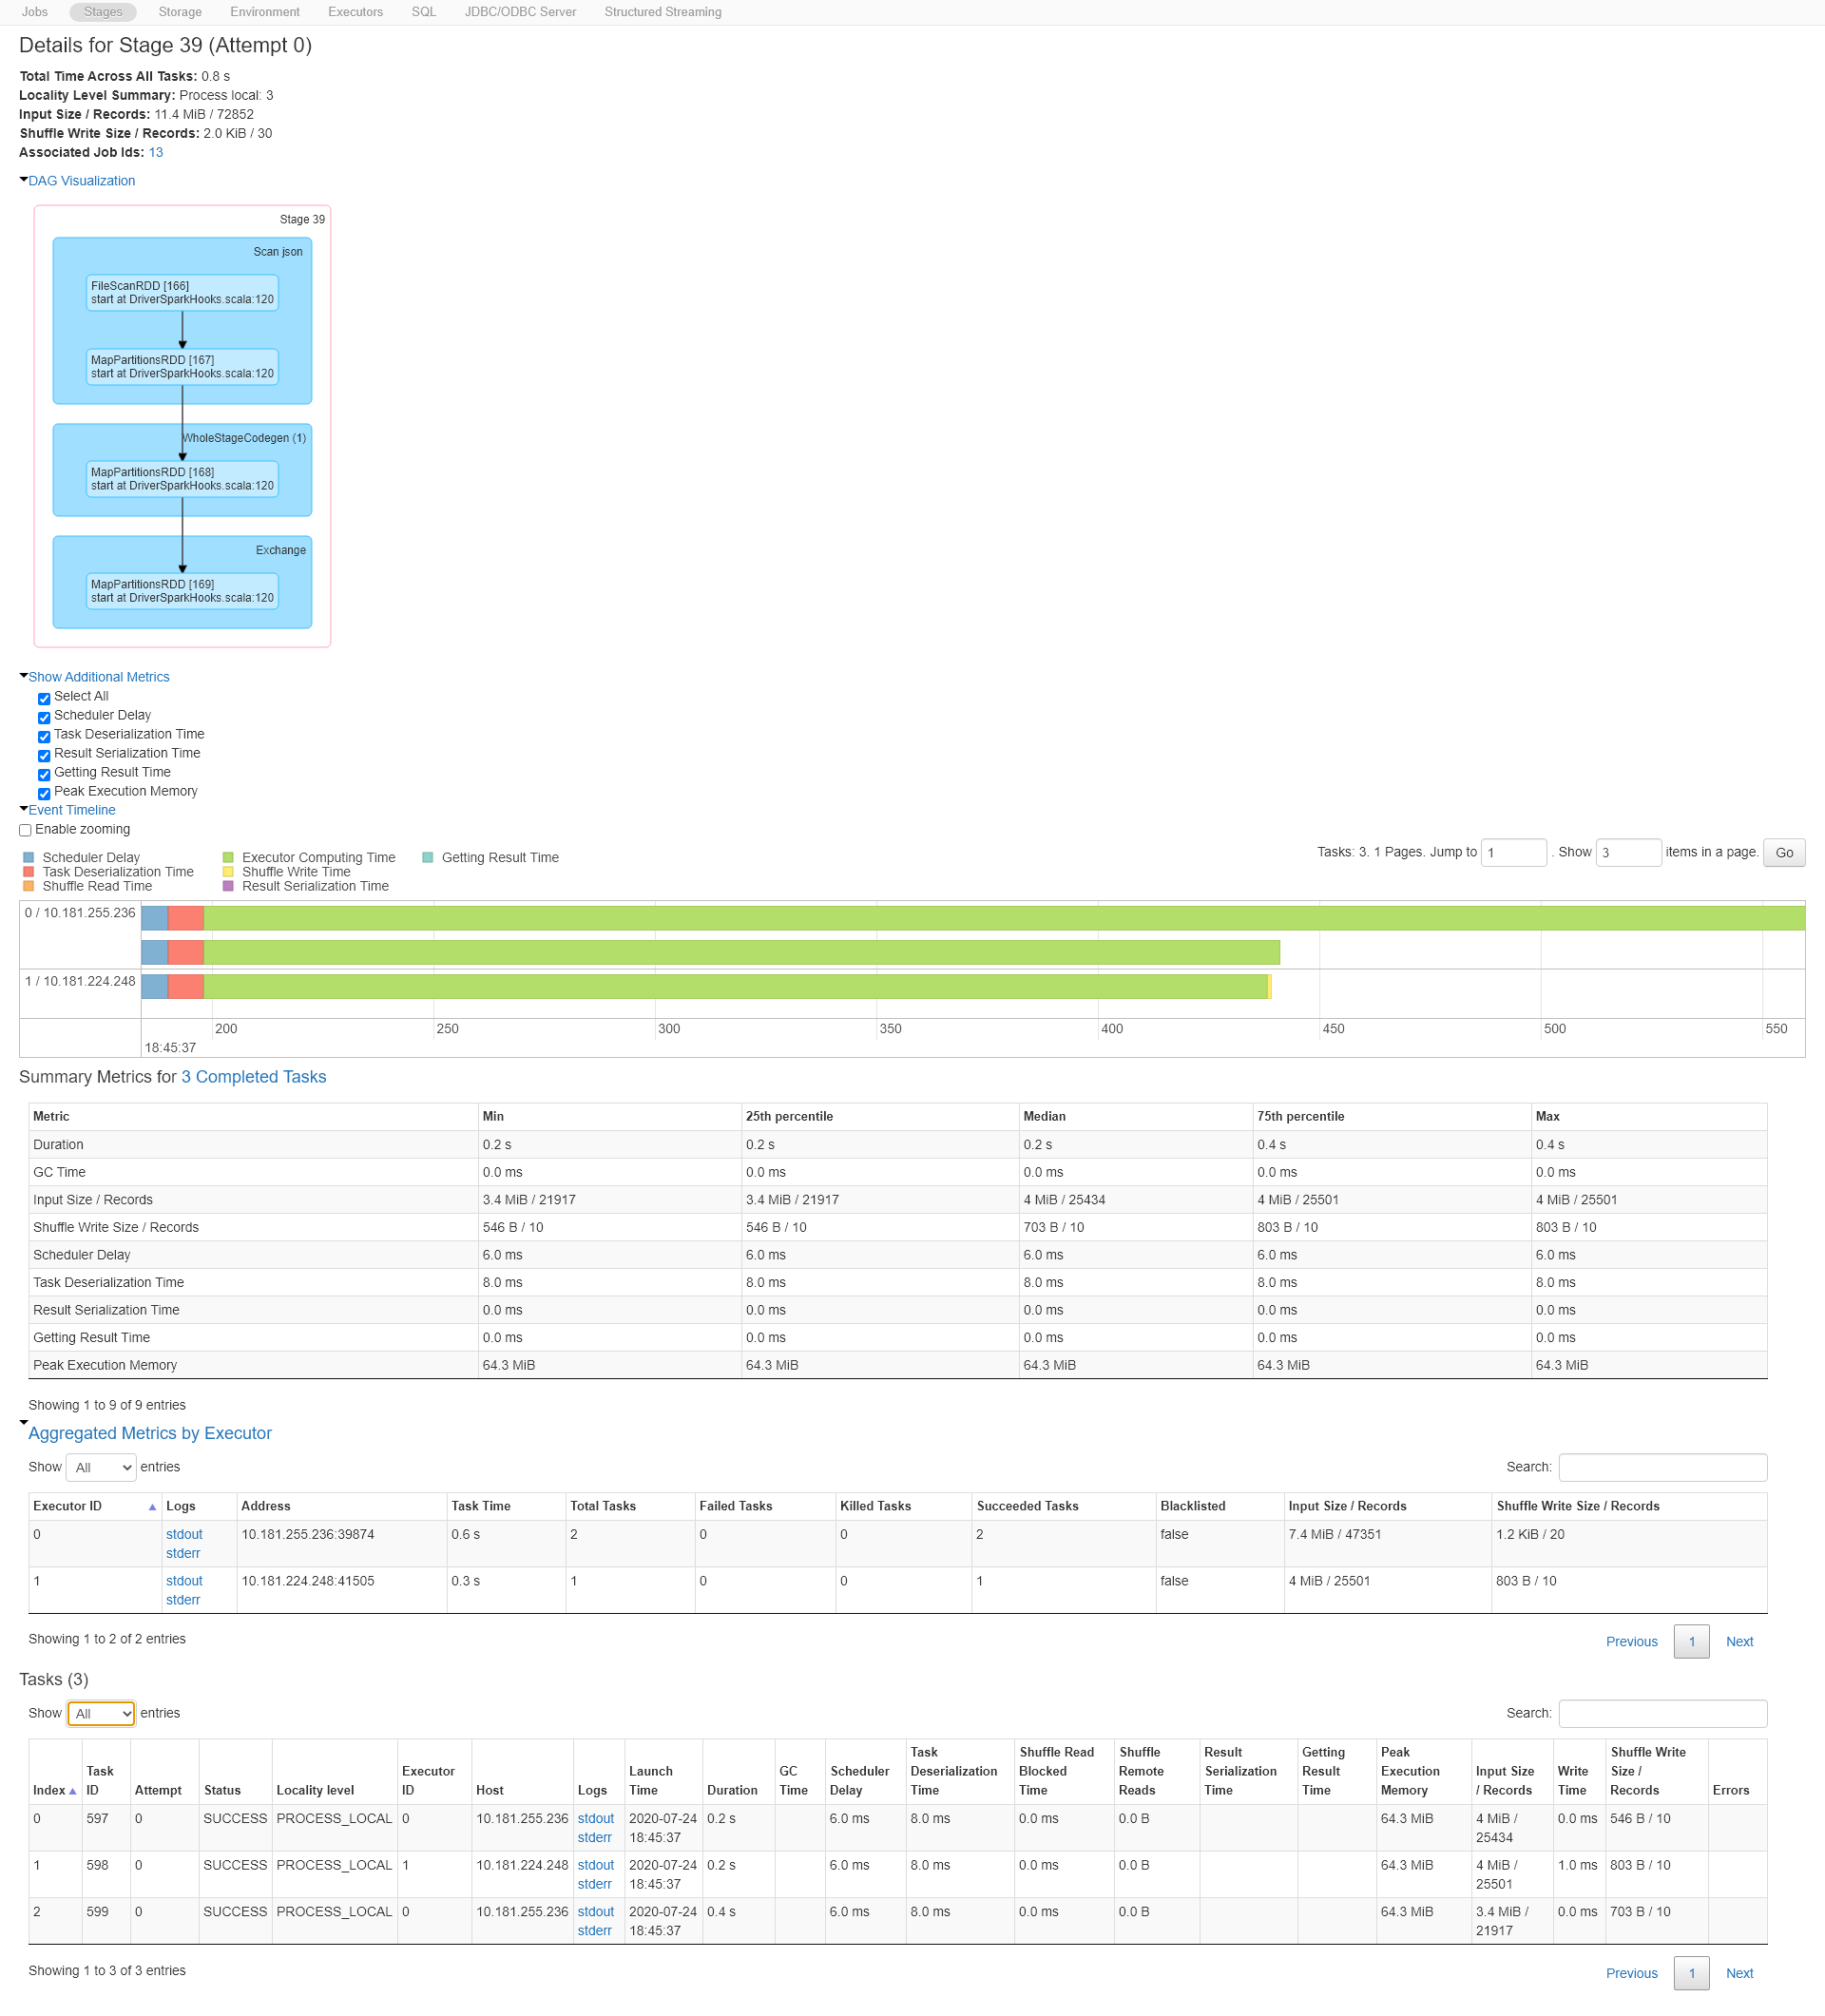 Jobs Stages Storage Environment Executors SQL JDBC/ODBC Server Structured Streaming
Details for Stage 39 (Attempt 0)
Total Time Across All Tasks: 0.8 s
Locality Level Summary: Process local: 3
Input Size / Records: 11.4 MiB / 72852
Shuffle Write Size / Records: 2.0 KiB / 30
Associated Job Ids: 13
DAG Visualization
Stage 39
Scan json
FileScanRDD [166]
start at DriverSparkHooks.scala:120
MapPartitionsRDD [167]
start at DriverSparkHooks.scala:120
WholeStageCodegen (1)
MapPartitionsRDD [168]
start at DriverSparkHooks.scala:120
Exchange
MapPartitionsRDD [169]
start at DriverSparkHooks.scala:120
Show Additional Metrics
Select All
Scheduler Delay
Task Deserialization Time
Result Serialization Time
Getting Result Time
Peak Execution Memory
Event Timeline
Enable zooming
Tasks: 3. 1 Pages. Jump to 1 . Show 3 items in a page. Go
Scheduler Delay Executor Computing Time Getting Result Time
Task Deserialization Time Shuffle Write Time
Shuffle Read Time Result Serialization Time
0 / 10.181.255.236
1 / 10.181.224.248
200 250 300 350 400 450 500 550
18:45:37
Summary Metrics for 3 Completed Tasks
Metric Min 25th percentile Median 75th percentile Max
Duration 0.2 s 0.2 s 0.2 s 0.4 s 0.4 s
GC Time 0.0 ms 0.0 ms 0.0 ms 0.0 ms 0.0 ms
Input Size / Records 3.4 MiB / 21917 3.4 MiB / 21917 4 MiB / 25434 4 MiB / 25501 4 MiB / 25501
Shuffle Write Size / Records 546 B / 10 546 B / 10 703 B / 10 803 B / 10 803 B / 10
Scheduler Delay 6.0 ms 6.0 ms 6.0 ms 6.0 ms 6.0 ms
Task Deserialization Time 8.0 ms 8.0 ms 8.0 ms 8.0 ms 8.0 ms
Result Serialization Time 0.0 ms 0.0 ms 0.0 ms 0.0 ms 0.0 ms
Getting Result Time 0.0 ms 0.0 ms 0.0 ms 0.0 ms 0.0 ms
Peak Execution Memory 64.3 MiB 64.3 MiB 64.3 MiB 64.3 MiB 64.3 MiB
Showing 1 to 9 of 9 entries
Aggregated Metrics by Executor
Show All entries Search:
Executor ID Logs Address Task Time Total Tasks Failed Tasks Killed Tasks Succeeded Tasks Blacklisted Input Size / Records Shuffle Write Size / Records
0 stdout 10.181.255.236:39874 0.6 s 2 0 0 2 false 7.4 MiB / 47351 1.2 KiB / 20
stderr
1 stdout 10.181.224.248:41505 0.3 s 1 0 0 1 false 4 MiB / 25501 803 B / 10
stderr
Showing 1 to 2 of 2 entries Previous 1 Next
Tasks (3)
Show All entries Search:
Task Executor Launch GC Scheduler Task Shuffle Read Shuffle Result Getting Peak Shuffle Write
Deserialization Blocked Remote Serialization Result Execution Input Size Write Size /
Index ID Attempt Status Locality level ID Host Logs Time Duration Time Delay Time Time Reads Time Time Memory / Records Time Records Errors
0 597 0 SUCCESS PROCESS_LOCAL 0 10.181.255.236 stdout 2020-07-24 0.2 s 6.0 ms 8.0 ms 0.0 ms 0.0 B 64.3 MiB 4 MiB / 0.0 ms 546 B / 10
stderr 18:45:37 25434
1 598 0 SUCCESS PROCESS_LOCAL 1 10.181.224.248 stdout 2020-07-24 0.2 s 6.0 ms 8.0 ms 0.0 ms 0.0 B 64.3 MiB 4 MiB / 1.0 ms 803 B / 10
stderr 18:45:37 25501
2 599 0 SUCCESS PROCESS_LOCAL 0 10.181.255.236 stdout 2020-07-24 0.4 s 6.0 ms 8.0 ms 0.0 ms 0.0 B 64.3 MiB 3.4 MiB / 0.0 ms 703 B / 10
stderr 18:45:37 21917
Showing 1 to 3 of 3 entries Previous 1 Next